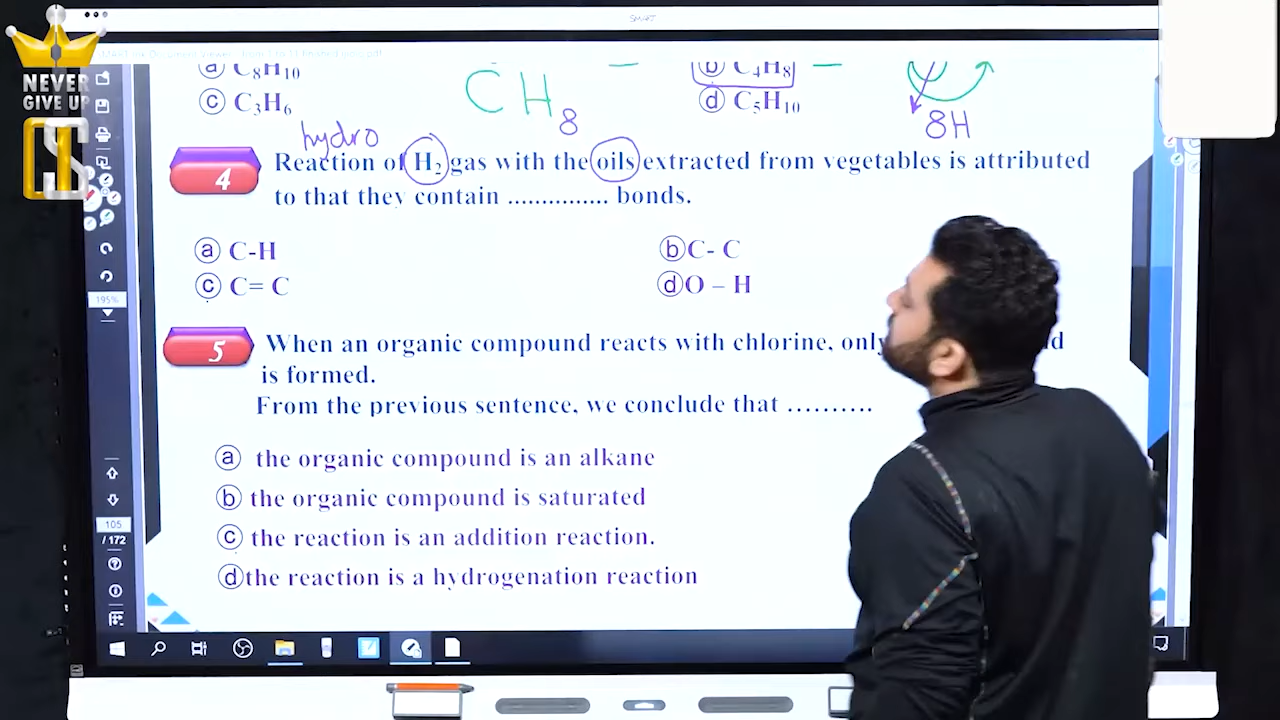 SMART
NEVER
GIVE UP
CS
a C₈H₁₀
b C₄H₈
CH₈
c C₃H₆
d C₅H₁₀
8H
hydro
4 Reaction of H₂ gas with the oils extracted from vegetables is attributed
to that they contain ............... bonds.
a C-H
b C- C
c C= C
d O – H
195%
5 When an organic compound reacts with chlorine, only
is formed.
From the previous sentence, we conclude that ..........
a the organic compound is an alkane
b the organic compound is saturated
c the reaction is an addition reaction.
d the reaction is a hydrogenation reaction
105
/ 172